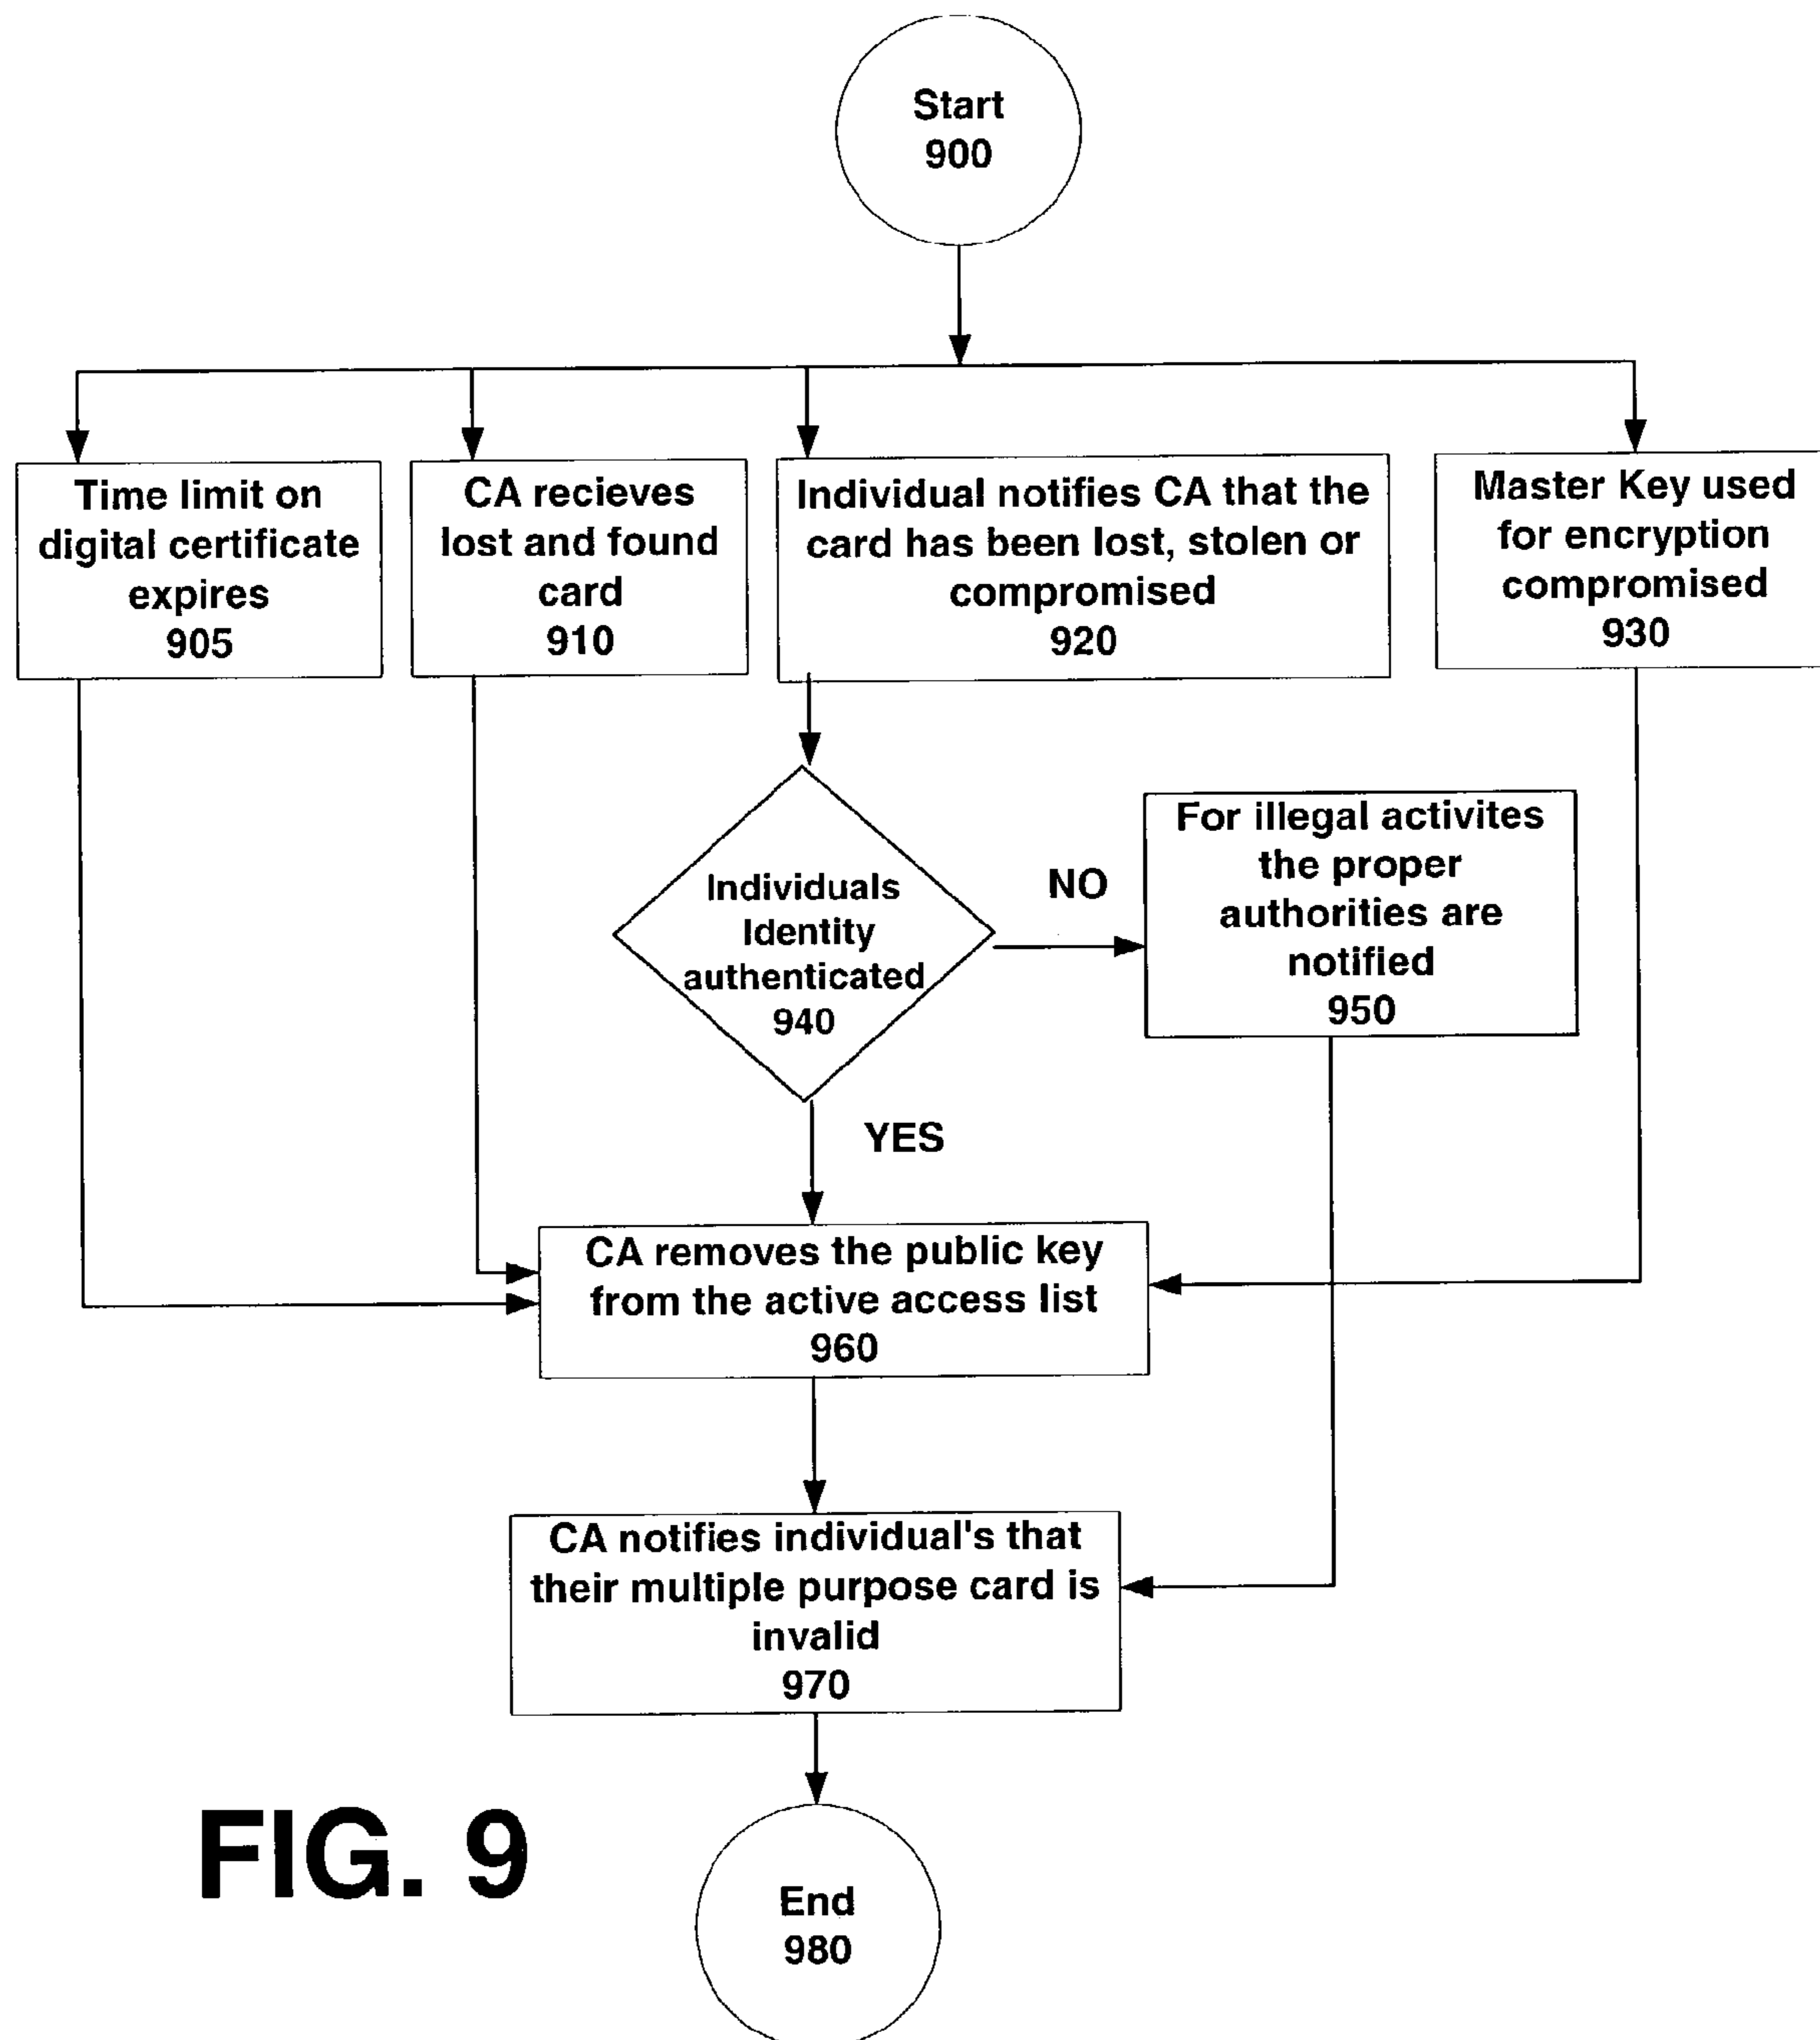 Start
900
Time limit on
digital certificate
expires
905
CA recieves
lost and found
card
910
Individual notifies CA that the
card has been lost, stolen or
compromised
920
Master Key used
for encryption
compromised
930
Individuals
Identity
authenticated
940
NO
For illegal activites
the proper
authorities are
notified
950
YES
CA removes the public key
from the active access list
960
CA notifies individual's that
their multiple purpose card is
invalid
970
FIG. 9
End
980